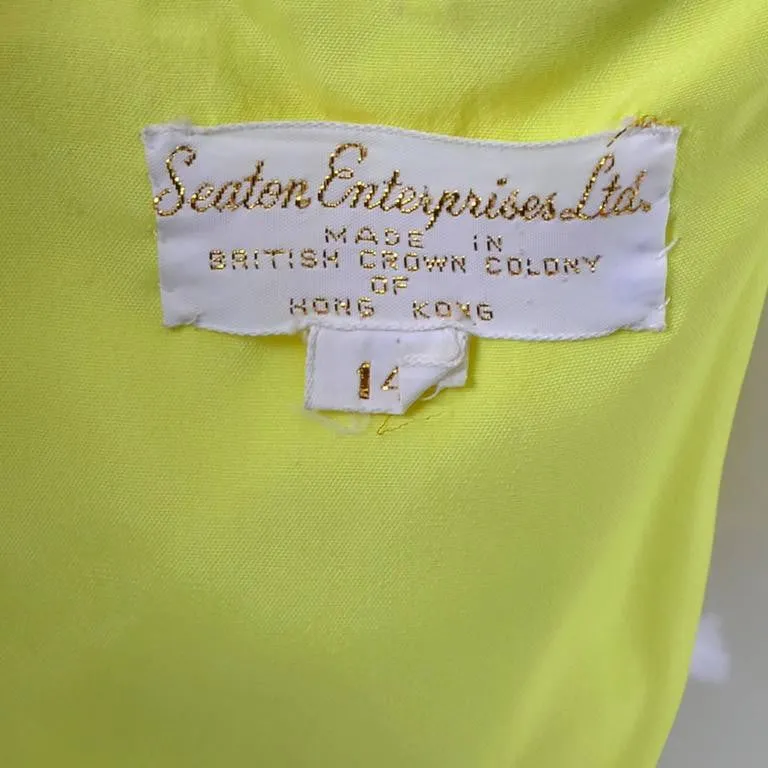 Seaton Enterprises Ltd.
MADE IN
BRITISH CROWN COLONY
OF
HONG KONG
14